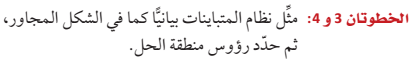 الخطوتان 3 و 4: مثِّل نظام المتباينات بيانيًّا كما في الشكل المجاور،
ثم حدّد رؤوس منطقة الحل.